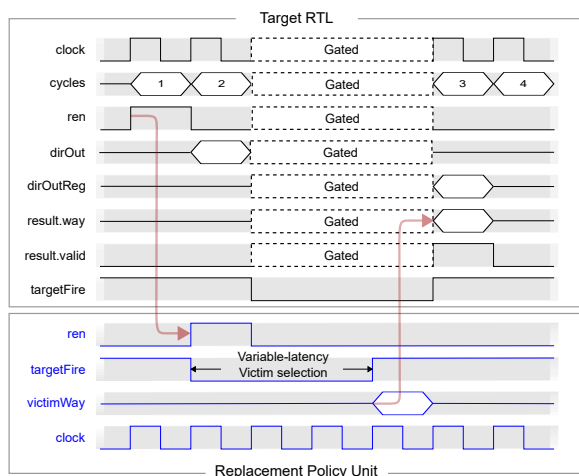 Target RTL
clock
Gated
cycles
1
2
Gated
3
4
ren
Gated
dirOut
Gated
dirOutReg
Gated
result.way
Gated
result.valid
Gated
targetFire
ren
targetFire
Variable-latency
Victim selection
victimWay
clock
Replacement Policy Unit